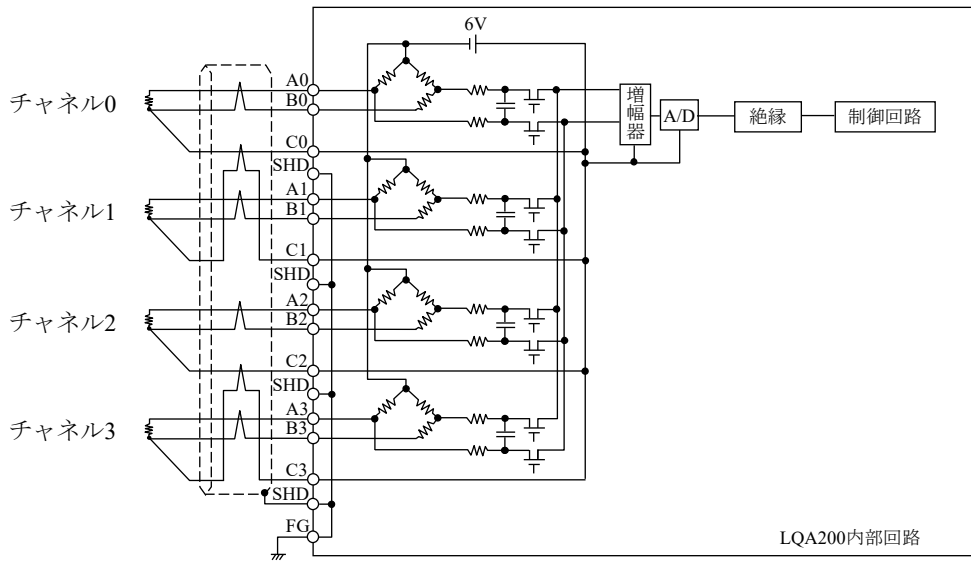 6V
チャネル0
A0
B0
C0
SHD
増幅器
A/D
絶縁
制御回路
チャネル1
A1
B1
C1
SHD
チャネル2
A2
B2
C2
SHD
チャネル3
A3
B3
C3
SHD
FG
LQA200内部回路